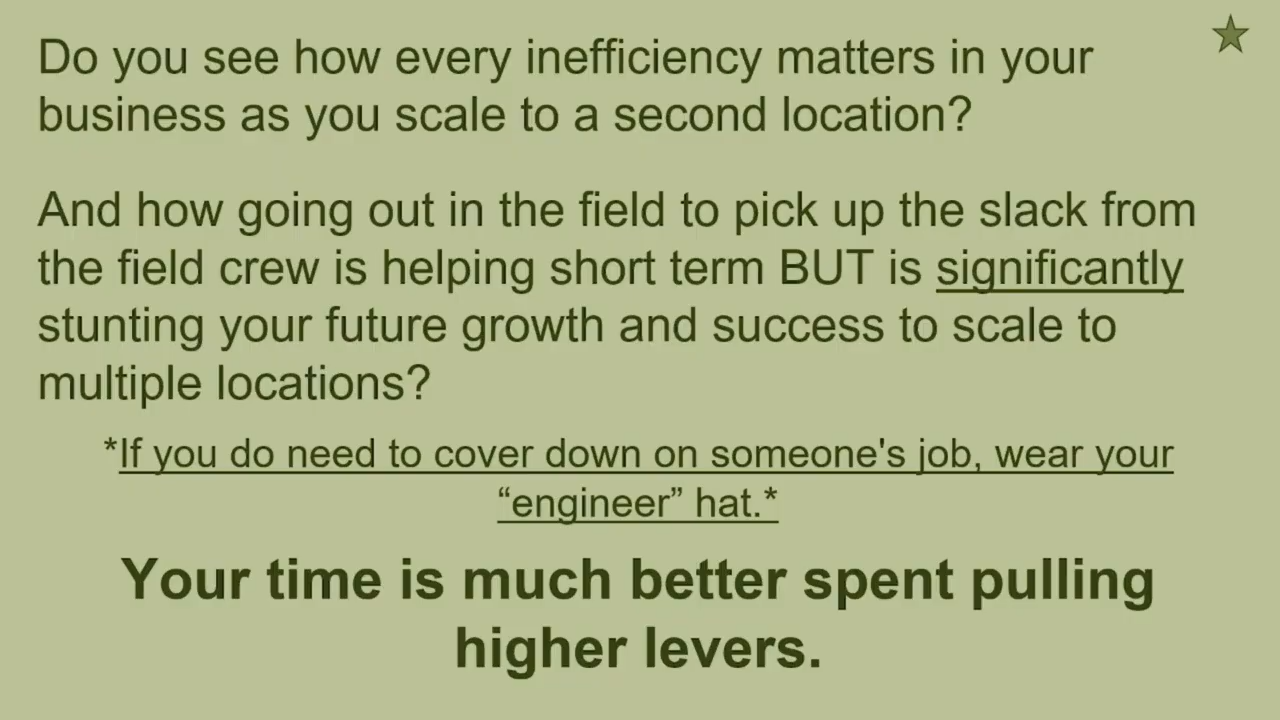 Do you see how every inefficiency matters in your
business as you scale to a second location?
And how going out in the field to pick up the slack from
the field crew is helping short term BUT is significantly
stunting your future growth and success to scale to
multiple locations?
*If you do need to cover down on someone's job, wear your
“engineer” hat.*
Your time is much better spent pulling
higher levers.